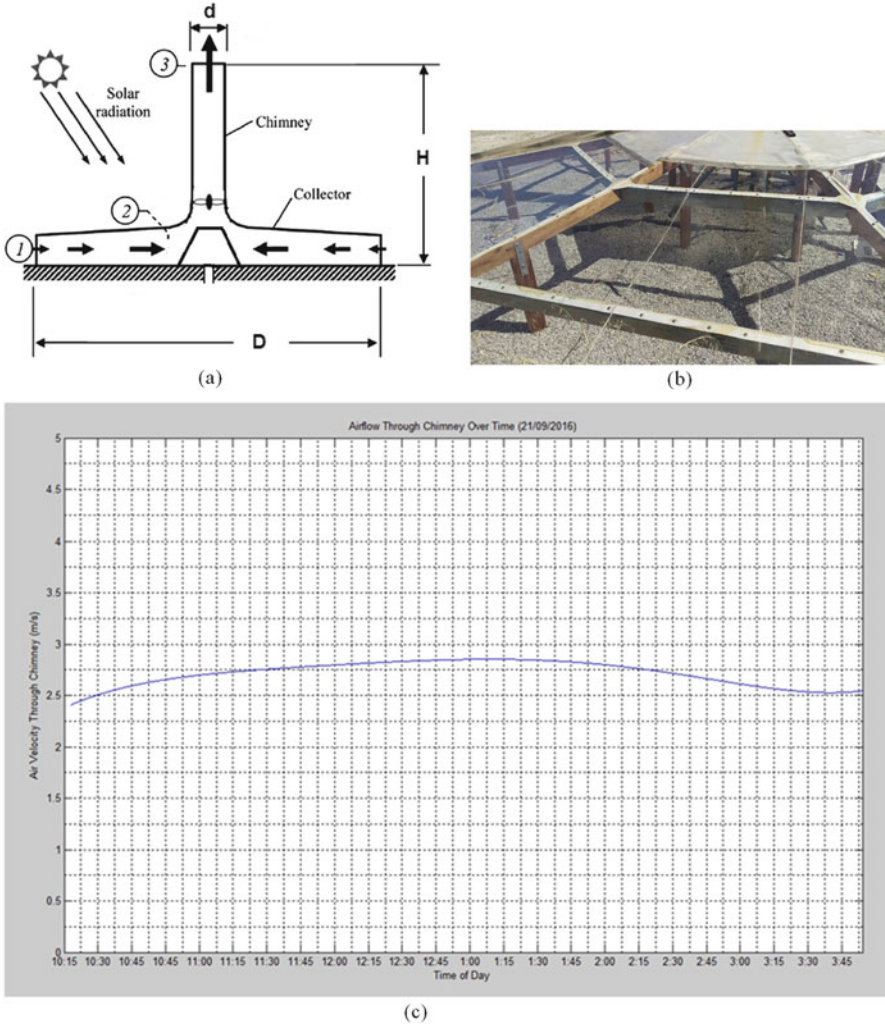 d
3
Solar
radiation
Chimney
H
2
Collector
1
D
(a)
(b)
Airflow Through Chimney Over Time (21/09/2016)
5
4.5
4
3.5
3
2.5
2
1.5
1
0.5
0
Air Velocity Through Chimney (m/s)
10:15 10:30 10:45 11:00 11:15 11:30 11:45 12:00 12:15 12:30 12:45 1:00 1:15 1:30 1:45 2:00 2:15 2:30 2:45 3:00 3:15 3:30 3:45
Time of Day
(c)